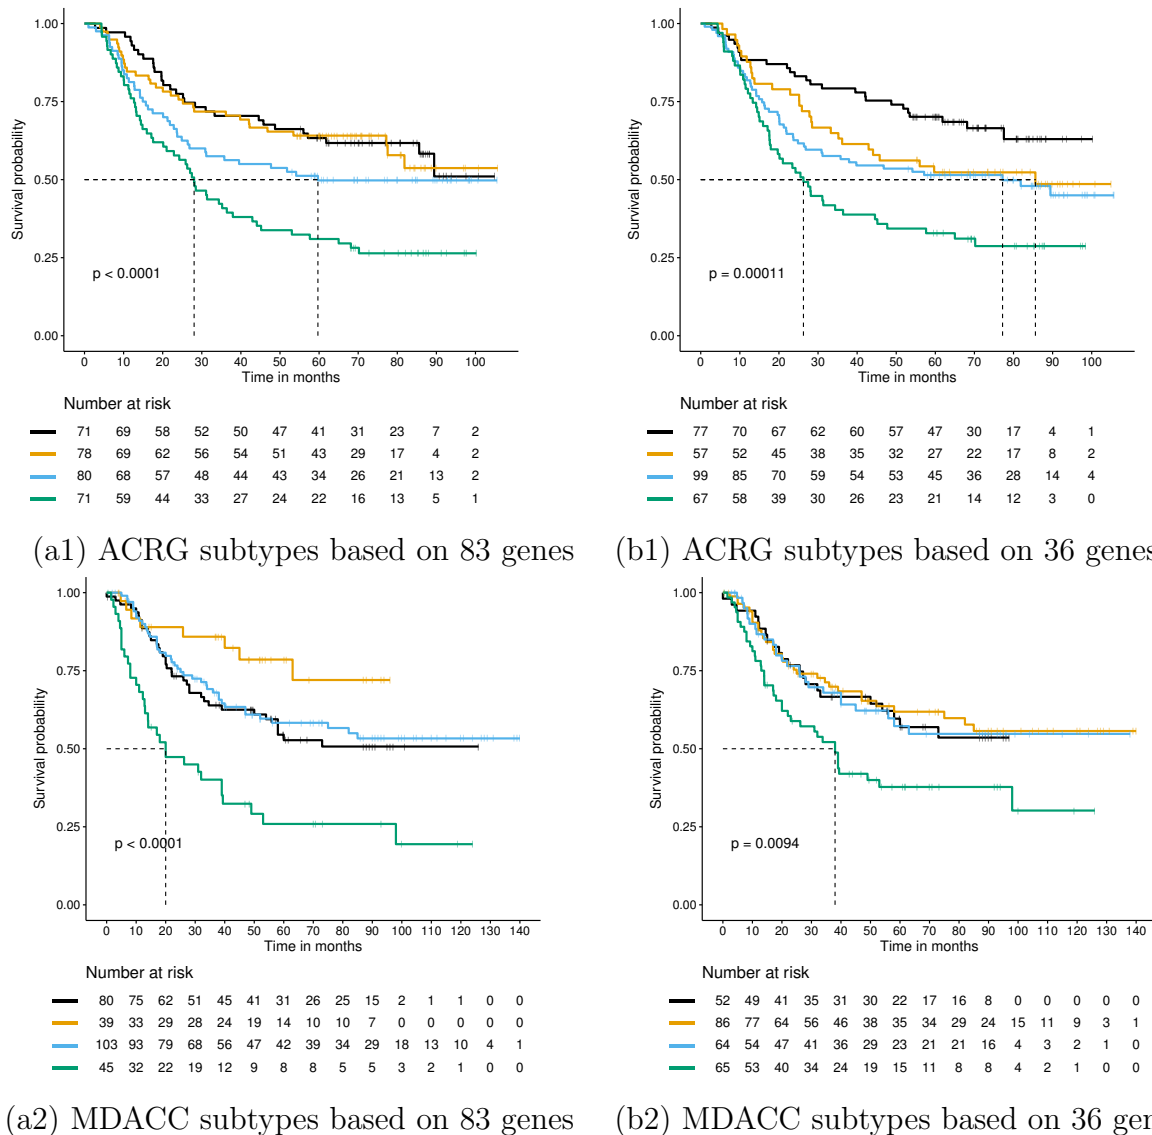 1.00
0.75
0.50
0.25
0.00
Survival probability
p < 0.0001
0 10 20 30 40 50 60 70 80 90 100
Time in months
Number at risk
71 69 58 52 50 47 41 31 23 7 2
78 69 62 56 54 51 43 29 17 4 2
80 68 57 48 44 43 34 26 21 13 2
71 59 44 33 27 24 22 16 13 5 1
(a1) ACRG subtypes based on 83 genes
1.00
0.75
0.50
0.25
0.00
Survival probability
p = 0.00011
0 10 20 30 40 50 60 70 80 90 100
Time in months
Number at risk
77 70 67 62 60 57 47 30 17 4 1
57 52 45 38 35 32 27 22 17 8 2
99 85 70 59 54 53 45 36 28 14 4
67 58 39 30 26 23 21 14 12 3 0
(b1) ACRG subtypes based on 36 genes
1.00
0.75
0.50
0.25
0.00
Survival probability
p < 0.0001
0 10 20 30 40 50 60 70 80 90 100 110 120 130 140
Time in months
Number at risk
80 75 62 51 45 41 31 26 25 15 2 1 1 0 0
39 33 29 28 24 19 14 10 10 7 0 0 0 0 0
103 93 79 68 56 47 42 39 34 29 18 13 10 4 1
45 32 22 19 12 9 8 8 5 5 3 2 1 0 0
(a2) MDACC subtypes based on 83 genes
1.00
0.75
0.50
0.25
0.00
Survival probability
p = 0.0094
0 10 20 30 40 50 60 70 80 90 100 110 120 130 140
Time in months
Number at risk
52 49 41 35 31 30 22 17 16 8 0 0 0 0 0
86 77 64 56 46 38 35 34 29 24 15 11 9 3 1
64 54 47 41 36 29 23 21 21 16 4 3 2 1 0
65 53 40 34 24 19 15 11 8 8 4 2 1 0 0
(b2) MDACC subtypes based on 36 gen